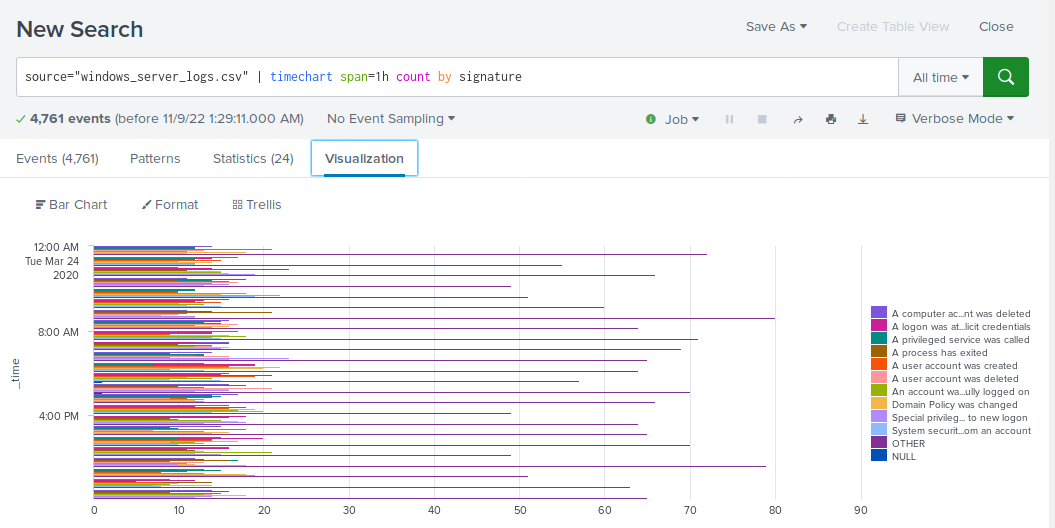 New Search
Save As
Create Table View
Close
source="windows_server_logs.csv" | timechart span=1h count by signature
All time
4,761 events (before 11/9/22 1:29:11.000 AM)
No Event Sampling
Job
Verbose Mode
Events (4,761)
Patterns
Statistics (24)
Visualization
Bar Chart
Format
Trellis
12:00 AM
Tue Mar 24
2020
8:00 AM
4:00 PM
_time
0 10 20 30 40 50 60 70 80 90
A computer ac...nt was deleted
A logon was at...licit credentials
A privileged service was called
A process has exited
A user account was created
A user account was deleted
An account wa...ully logged on
Domain Policy was changed
Special privileg... to new logon
System securit...om an account
OTHER
NULL